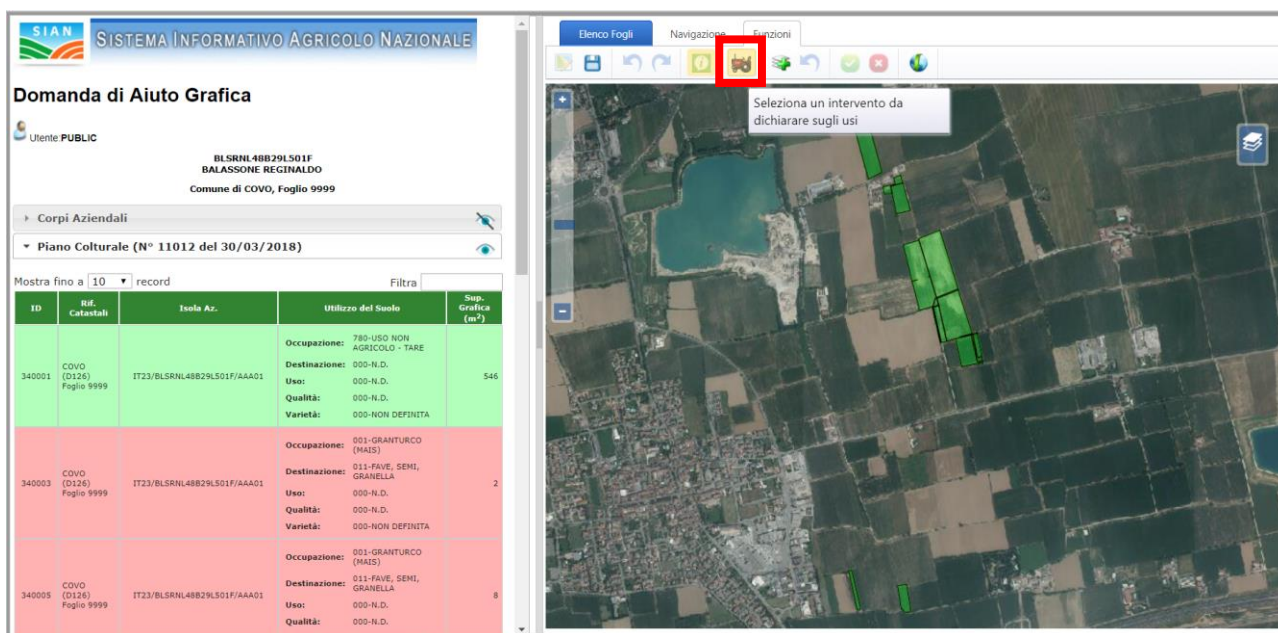 SIAN
SISTEMA INFORMATIVO AGRICOLO NAZIONALE
Domanda di Aiuto Grafica
Utente:PUBLIC
BLSRNL48B29L501F
BALASSONE REGINALDO
Comune di COVO, Foglio 9999
Corpi Aziendali
Piano Colturale (N° 11012 del 30/03/2018)
Mostra fino a 10 record Filtra
ID Rif. Catastali Isola Az. Utilizzo del Suolo Sup. Grafica (m²)
340001 COVO (D126) Foglio 9999 IT23/BLSRNL48B29L501F/AAA01 546
Occupazione: 780-USO NON AGRICOLO - TARE
Destinazione: 000-N.D.
Uso: 000-N.D.
Qualità: 000-N.D.
Varietà: 000-NON DEFINITA
340003 COVO (D126) Foglio 9999 IT23/BLSRNL48B29L501F/AAA01 2
Occupazione: 001-GRANTURCO (MAIS)
Destinazione: 011-FAVE, SEMI, GRANELLA
Uso: 000-N.D.
Qualità: 000-N.D.
Varietà: 000-NON DEFINITA
340005 COVO (D126) Foglio 9999 IT23/BLSRNL48B29L501F/AAA01 8
Occupazione: 001-GRANTURCO (MAIS)
Destinazione: 011-FAVE, SEMI, GRANELLA
Uso: 000-N.D.
Qualità: 000-N.D.
Elenco Fogli Navigazione Funzioni
Seleziona un intervento da
dichiarare sugli usi